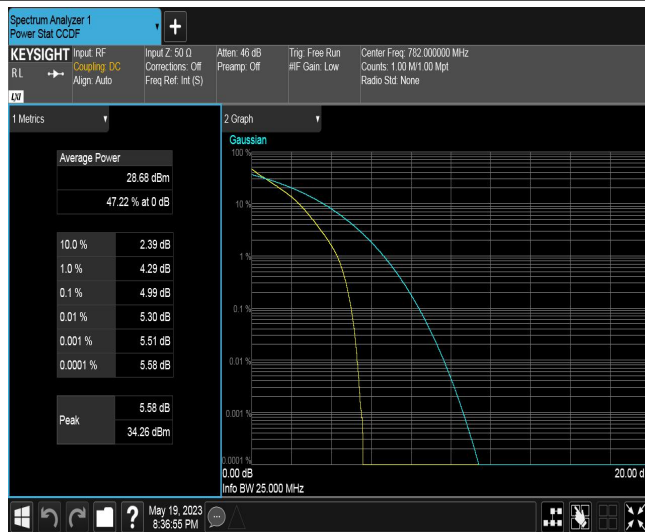 Spectrum Analyzer 1
Power Stat CCDF
+
KEYSIGHT
RL
LXI
Input: RF
Coupling: DC
Align: Auto
Input Z: 50 Ω
Corrections: Off
Freq Ref: Int (S)
Atten: 46 dB
Preamp: Off
Trig: Free Run
#IF Gain: Low
Center Freq: 782.000000 MHz
Counts: 1.00 M/1.00 Mpt
Radio Std: None
1 Metrics
Average Power
28.68 dBm
47.22 % at 0 dB
10.0 % 2.39 dB
1.0 % 4.29 dB
0.1 % 4.99 dB
0.01 % 5.30 dB
0.001 % 5.51 dB
0.0001 % 5.58 dB
Peak
5.58 dB
34.26 dBm
2 Graph
Gaussian
100 %
10 %
1 %
0.1 %
0.01 %
0.001 %
0.0001 %
0.00 dB
20.00 d
Info BW 25.000 MHz
?
May 19, 2023
8:36:55 PM